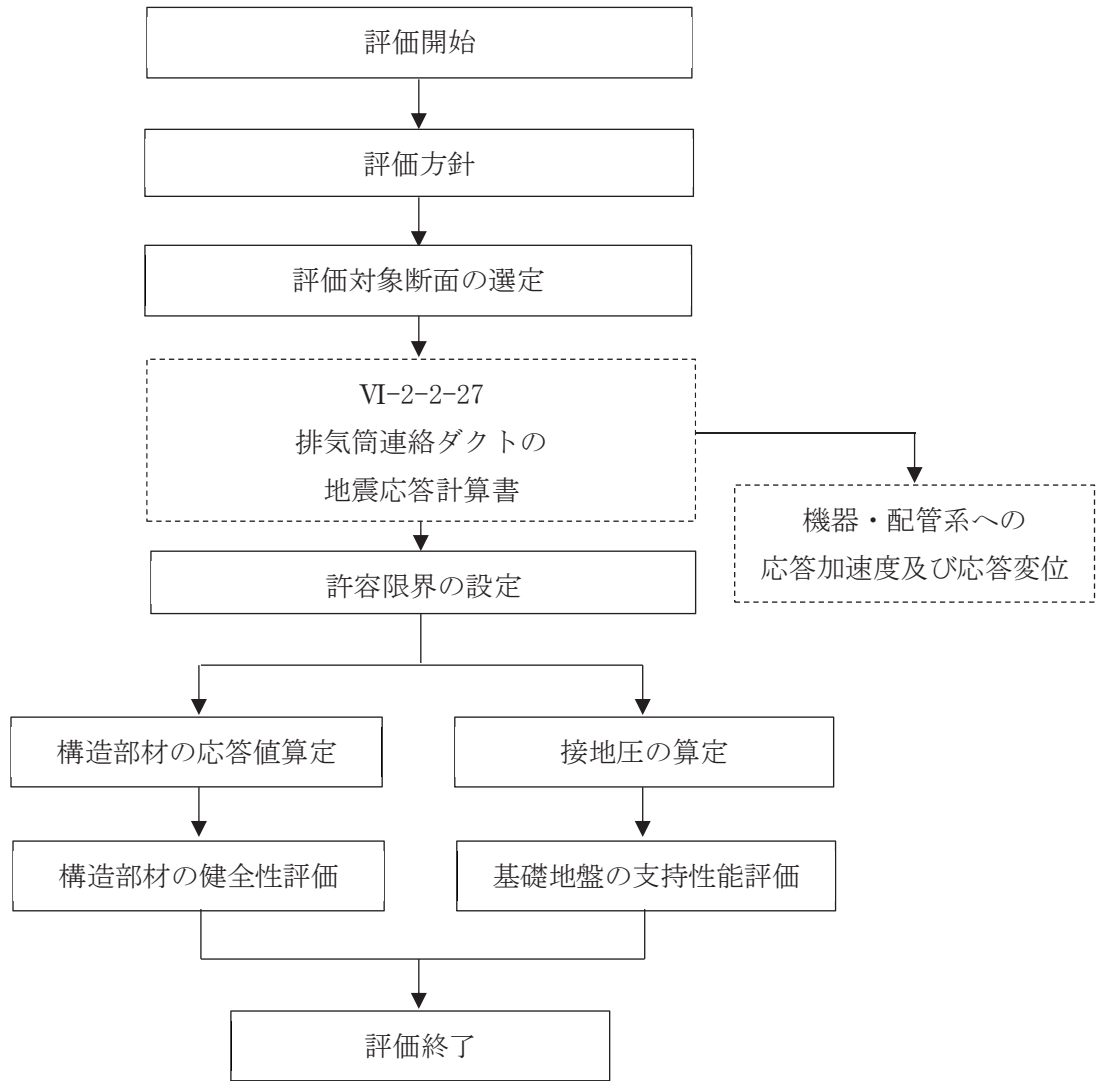 評価開始
評価方針
評価対象断面の選定
Ⅵ-2-2-27
排気筒連絡ダクトの
地震応答計算書
機器・配管系への
応答加速度及び応答変位
許容限界の設定
構造部材の応答値算定
接地圧の算定
構造部材の健全性評価
基礎地盤の支持性能評価
評価終了